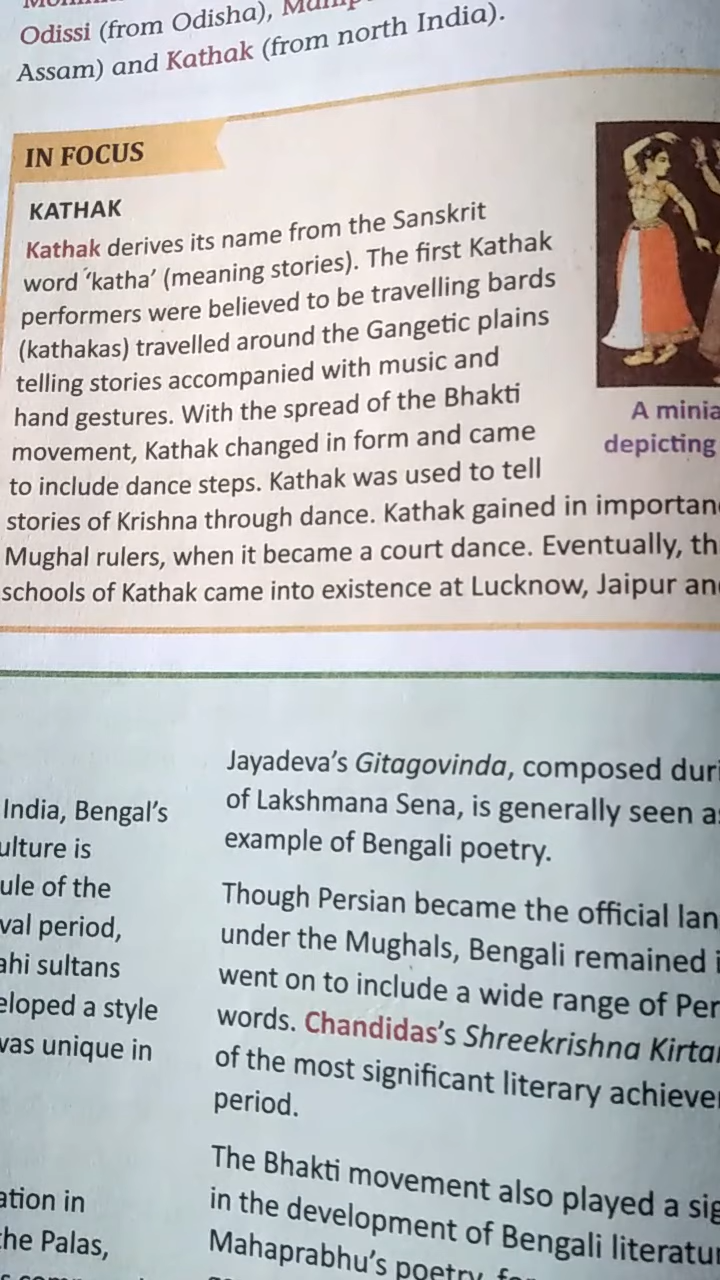 Odissi (from Odisha),
Assam) and Kathak (from north India).
IN FOCUS
KATHAK
Kathak derives its name from the Sanskrit
word ‘katha’ (meaning stories). The first Kathak
performers were believed to be travelling bards
(kathakas) travelled around the Gangetic plains
telling stories accompanied with music and
hand gestures. With the spread of the Bhakti
movement, Kathak changed in form and came
to include dance steps. Kathak was used to tell
stories of Krishna through dance. Kathak gained in importan
Mughal rulers, when it became a court dance. Eventually, th
schools of Kathak came into existence at Lucknow, Jaipur an
A minia
depicting
India, Bengal’s
ulture is
ule of the
val period,
ahi sultans
eloped a style
was unique in
ation in
the Palas,
Jayadeva’s Gitagovinda, composed duri
of Lakshmana Sena, is generally seen a
example of Bengali poetry.
Though Persian became the official lan
under the Mughals, Bengali remained i
went on to include a wide range of Per
words. Chandidas’s Shreekrishna Kirta
of the most significant literary achieve
period.
The Bhakti movement also played a sig
in the development of Bengali literatu
Mahaprabhu’s poetry,